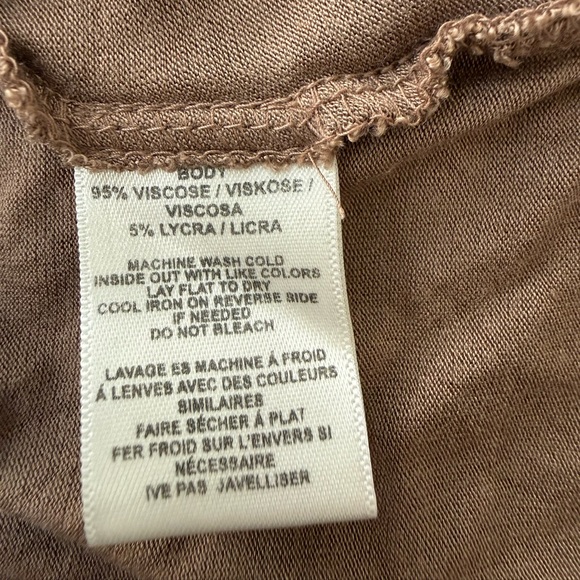 BODY
95% VISCOSE / VISKOSE /
VISCOSA
5% LYCRA / LICRA
MACHINE WASH COLD
INSIDE OUT WITH LIKE COLORS
LAY FLAT TO DRY
COOL IRON ON REVERSE SIDE
IF NEEDED
DO NOT BLEACH
LAVAGE ES MACHINE À FROID
Á LENVES AVEC DES COULEURS
SIMILAIRES
FAIRE SÉCHER À PLAT
FER FROID SUR L'ENVERS SI
NÉCESSAIRE
NE PAS JAVELLISER